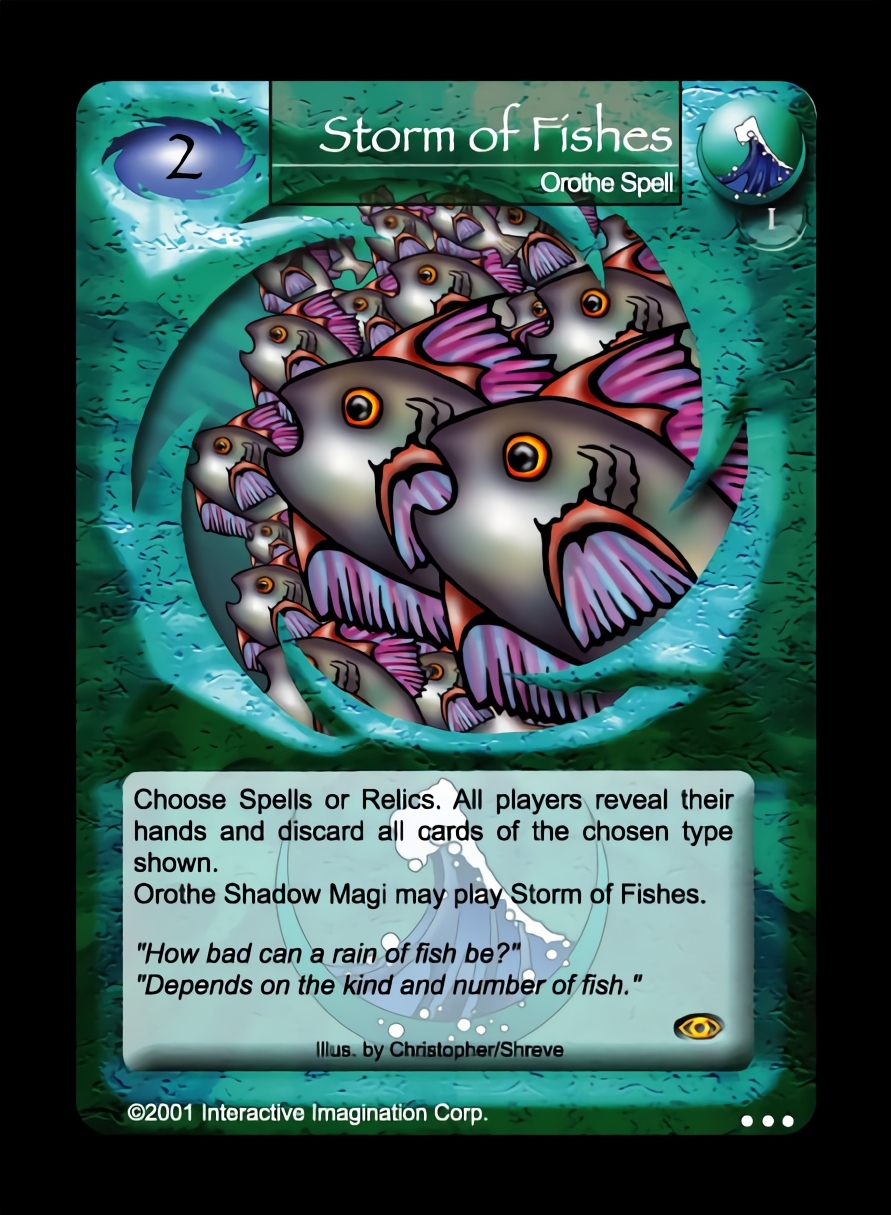 2
Storm of Fishes
Orothe Spell
L
Choose Spells or Relics. All players reveal their
hands and discard all cards of the chosen type
shown.
Orothe Shadow Magi may play Storm of Fishes.
"How bad can a rain of fish be?"
"Depends on the kind and number of fish."
Illus. by Christopher/Shreve
©2001 Interactive Imagination Corp.